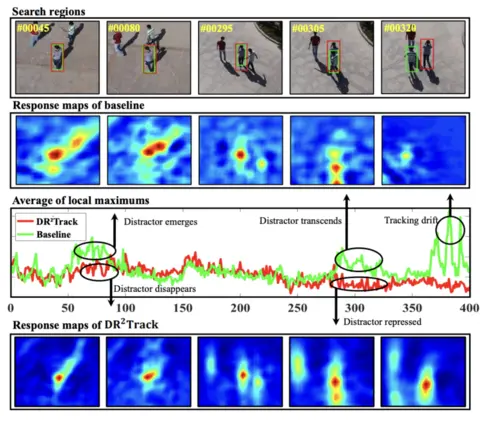 Search regions
#00045 #00080 #00295 #00305 #00320
Response maps of baseline
Average of local maximums
DR²Track
Baseline
Distractor emerges
Distractor transcends
Tracking drift
Distractor disappears
0 50 100 150 200 250 300 350 400
Distractor repressed
Response maps of DR²Track